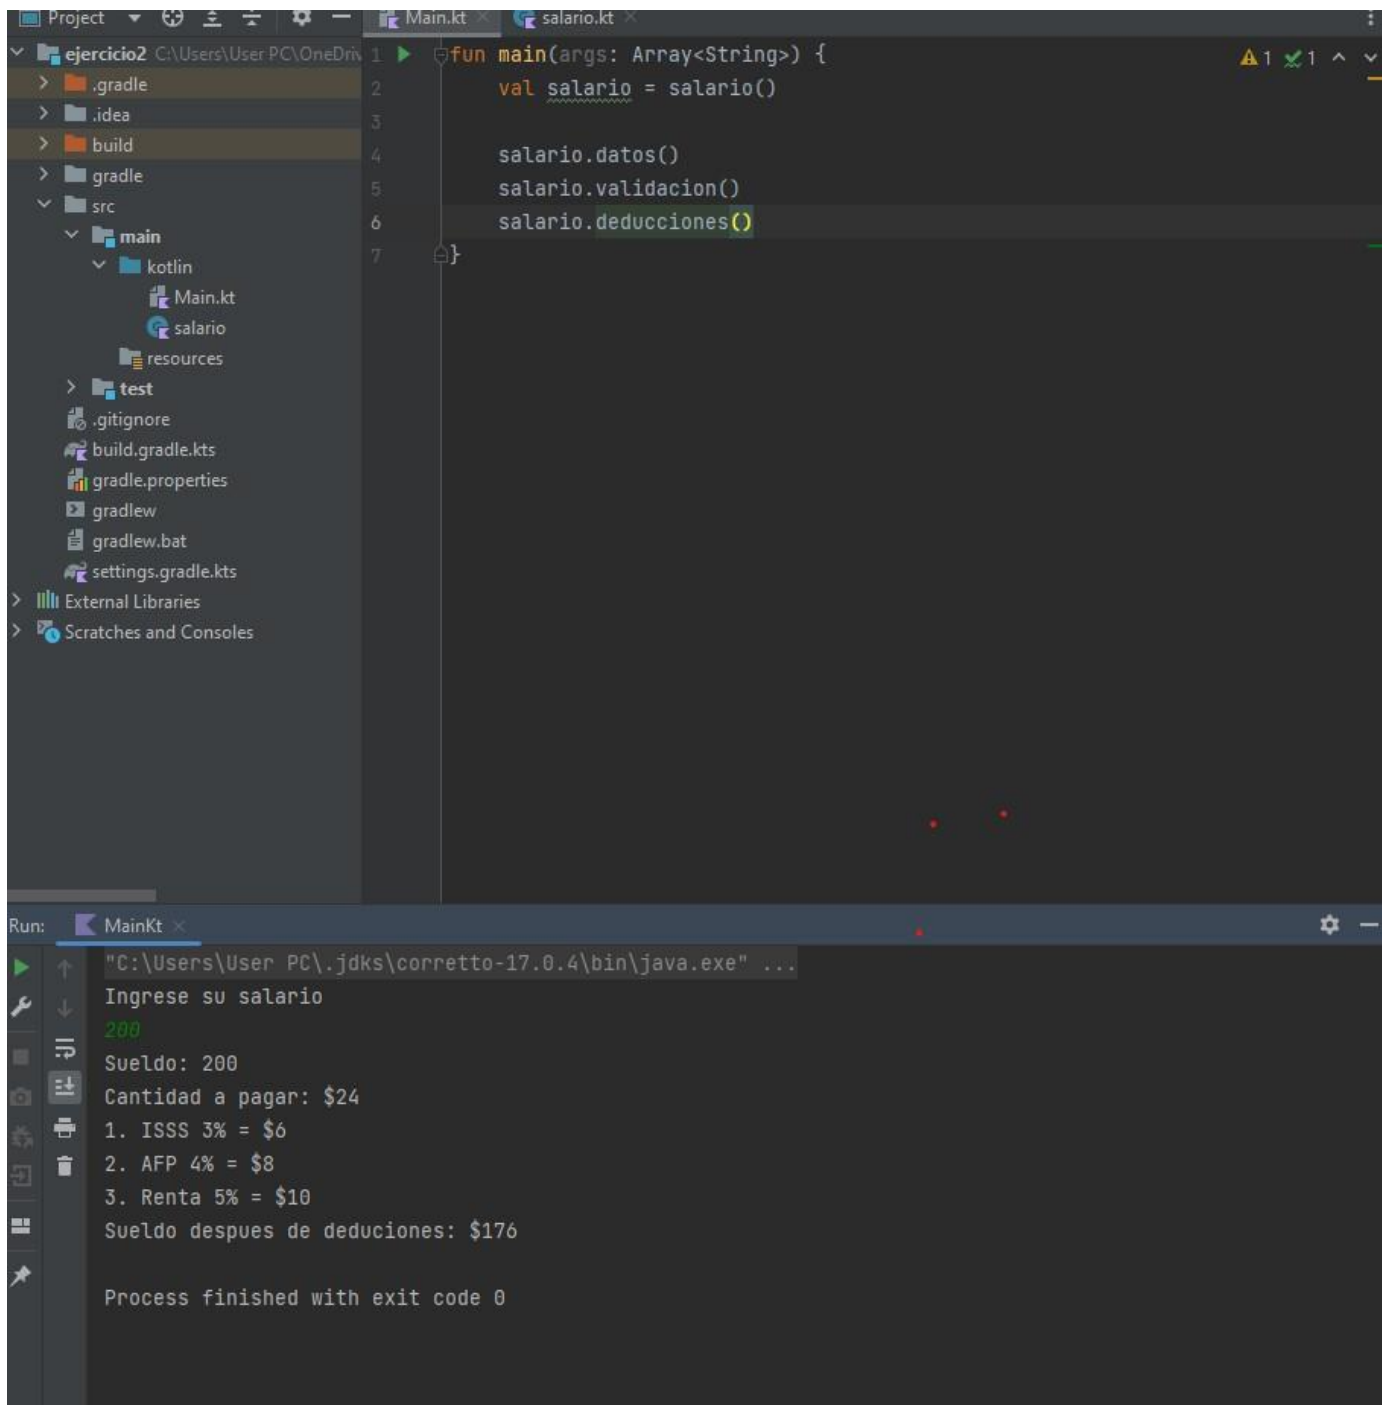 Project
Main.kt
salario.kt
ejercicio2 C:\Users\User PC\OneDriv
.gradle
.idea
build
gradle
src
main
kotlin
Main.kt
salario
resources
test
.gitignore
build.gradle.kts
gradle.properties
gradlew
gradlew.bat
settings.gradle.kts
External Libraries
Scratches and Consoles
1 fun main(args: Array<String>) {
2 val salario = salario()
3
4 salario.datos()
5 salario.validacion()
6 salario.deducciones()
7 }
1 1
Run: MainKt
"C:\Users\User PC\.jdks\corretto-17.0.4\bin\java.exe" ...
Ingrese su salario
200
Sueldo: 200
Cantidad a pagar: $24
1. ISSS 3% = $6
2. AFP 4% = $8
3. Renta 5% = $10
Sueldo despues de deduciones: $176
Process finished with exit code 0